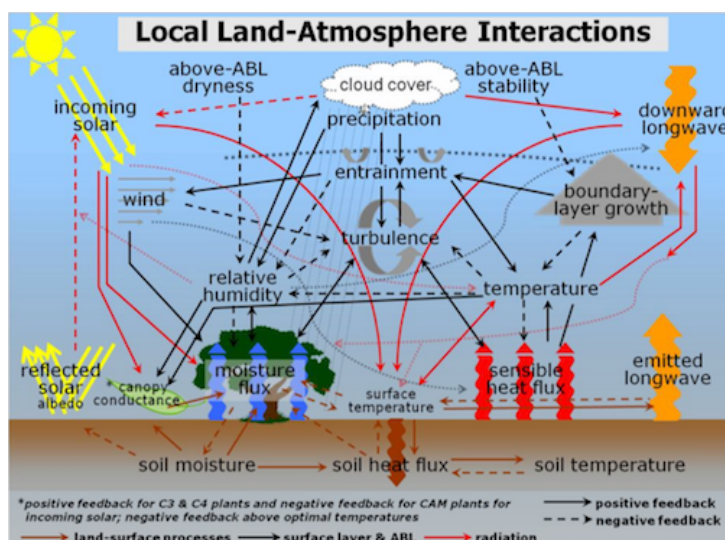 Local Land-Atmosphere Interactions
above-ABL
dryness
cloud cover
above-ABL
stability
incoming
solar
precipitation
downward
longwave
entrainment
wind
boundary-
layer growth
turbulence
relative
humidity
temperature
reflected
solar
albedo
canopy
conductance
moisture
flux
surface
temperature
sensible
heat flux
emitted
longwave
soil moisture
soil heat flux
soil temperature
*positive feedback for C3 & C4 plants and negative feedback for CAM plants for
incoming solar; negative feedback above optimal temperatures
positive feedback
negative feedback
land-surface processes
surface layer & ABL
radiation